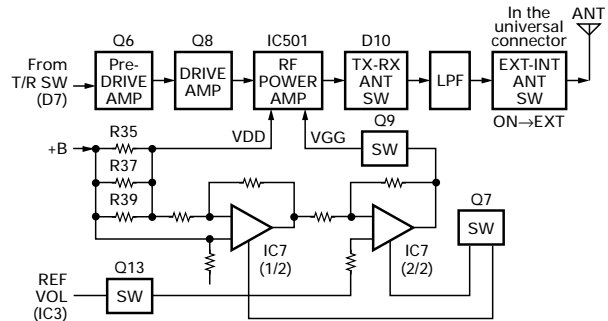 In the
universal
connector
ANT
Q6
Q8
IC501
D10
From
T/R SW
(D7)
Pre-
DRIVE
AMP
DRIVE
AMP
RF
POWER
AMP
TX-RX
ANT
SW
LPF
EXT-INT
ANT
SW
ON→EXT
R35
VDD
VGG
Q9
SW
+B
R37
R39
Q7
SW
IC7
(1/2)
IC7
(2/2)
Q13
REF
VOL
(IC3)
SW